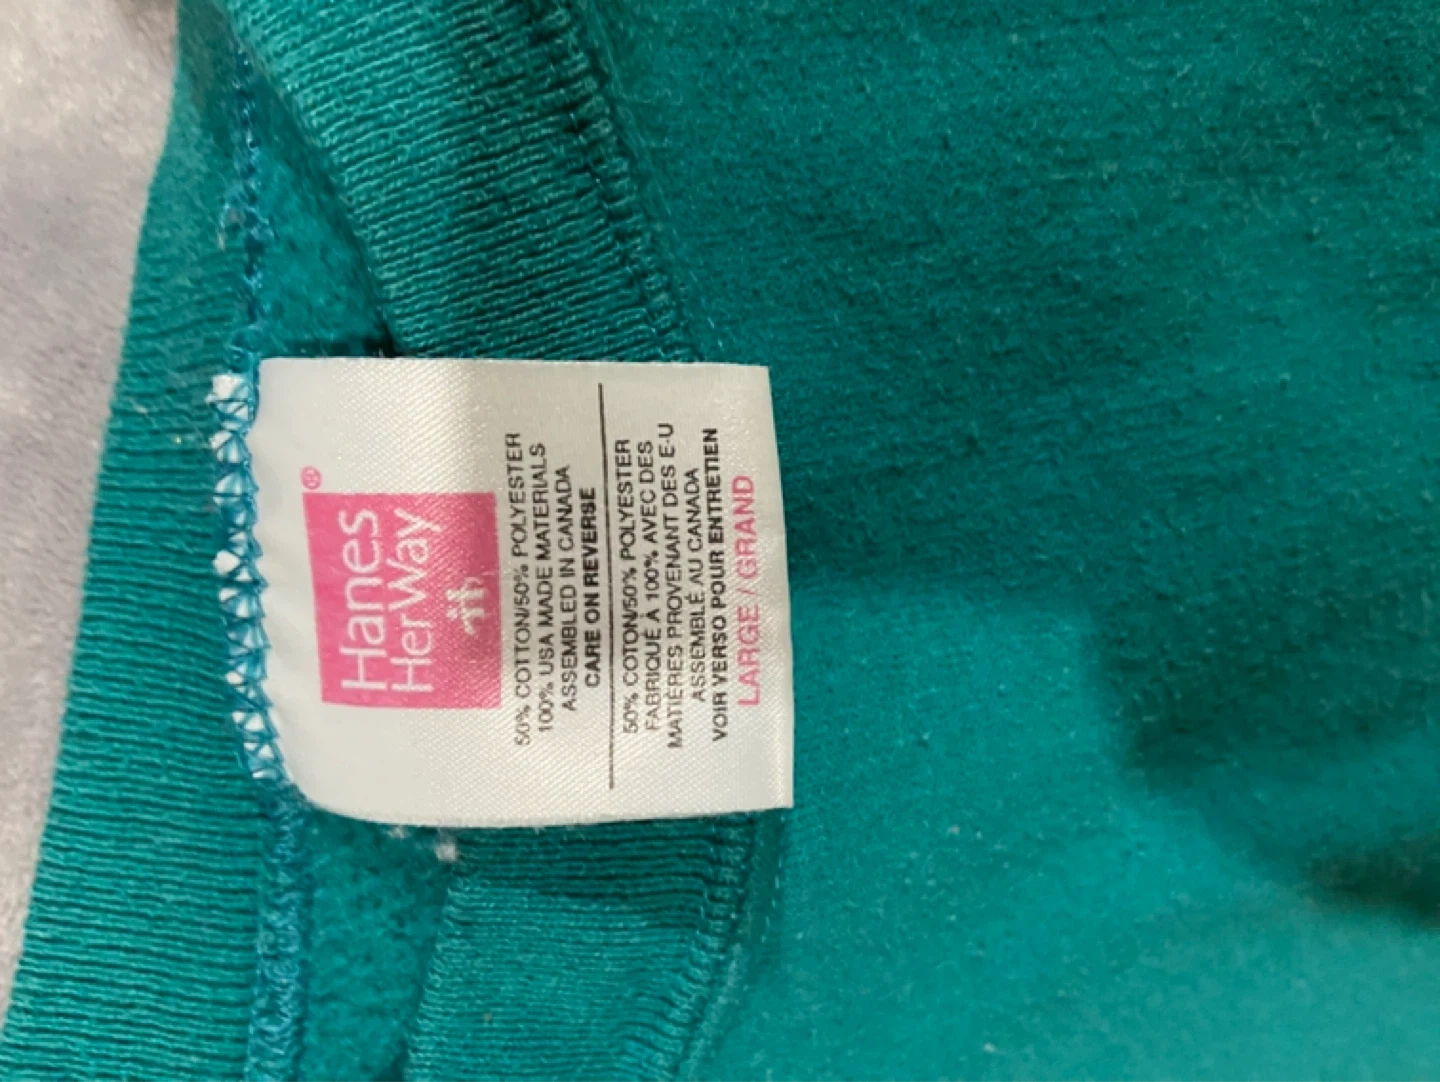 Hanes
HerWay
®
50% COTTON/50% POLYESTER
100% USA MADE MATERIALS
ASSEMBLED IN CANADA
CARE ON REVERSE
50% COTON/50% POLYESTER
FABRIQUÉ À 100% AVEC DES
MATIÈRES PROVENANT DES E-U
ASSEMBLÉ AU CANADA
VOIR VERSO POUR ENTRETIEN
LARGE / GRAND